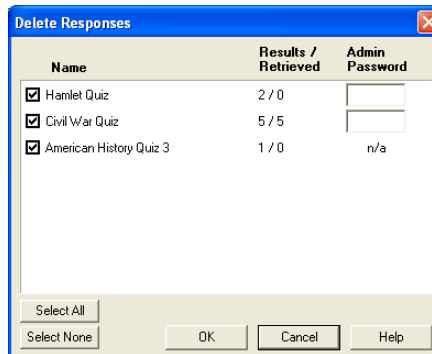 Delete Responses
Name Results / Retrieved Admin Password
Hamlet Quiz 2 / 0
Civil War Quiz 5 / 5
American History Quiz 3 1 / 0 n/a
Select All
Select None OK Cancel Help